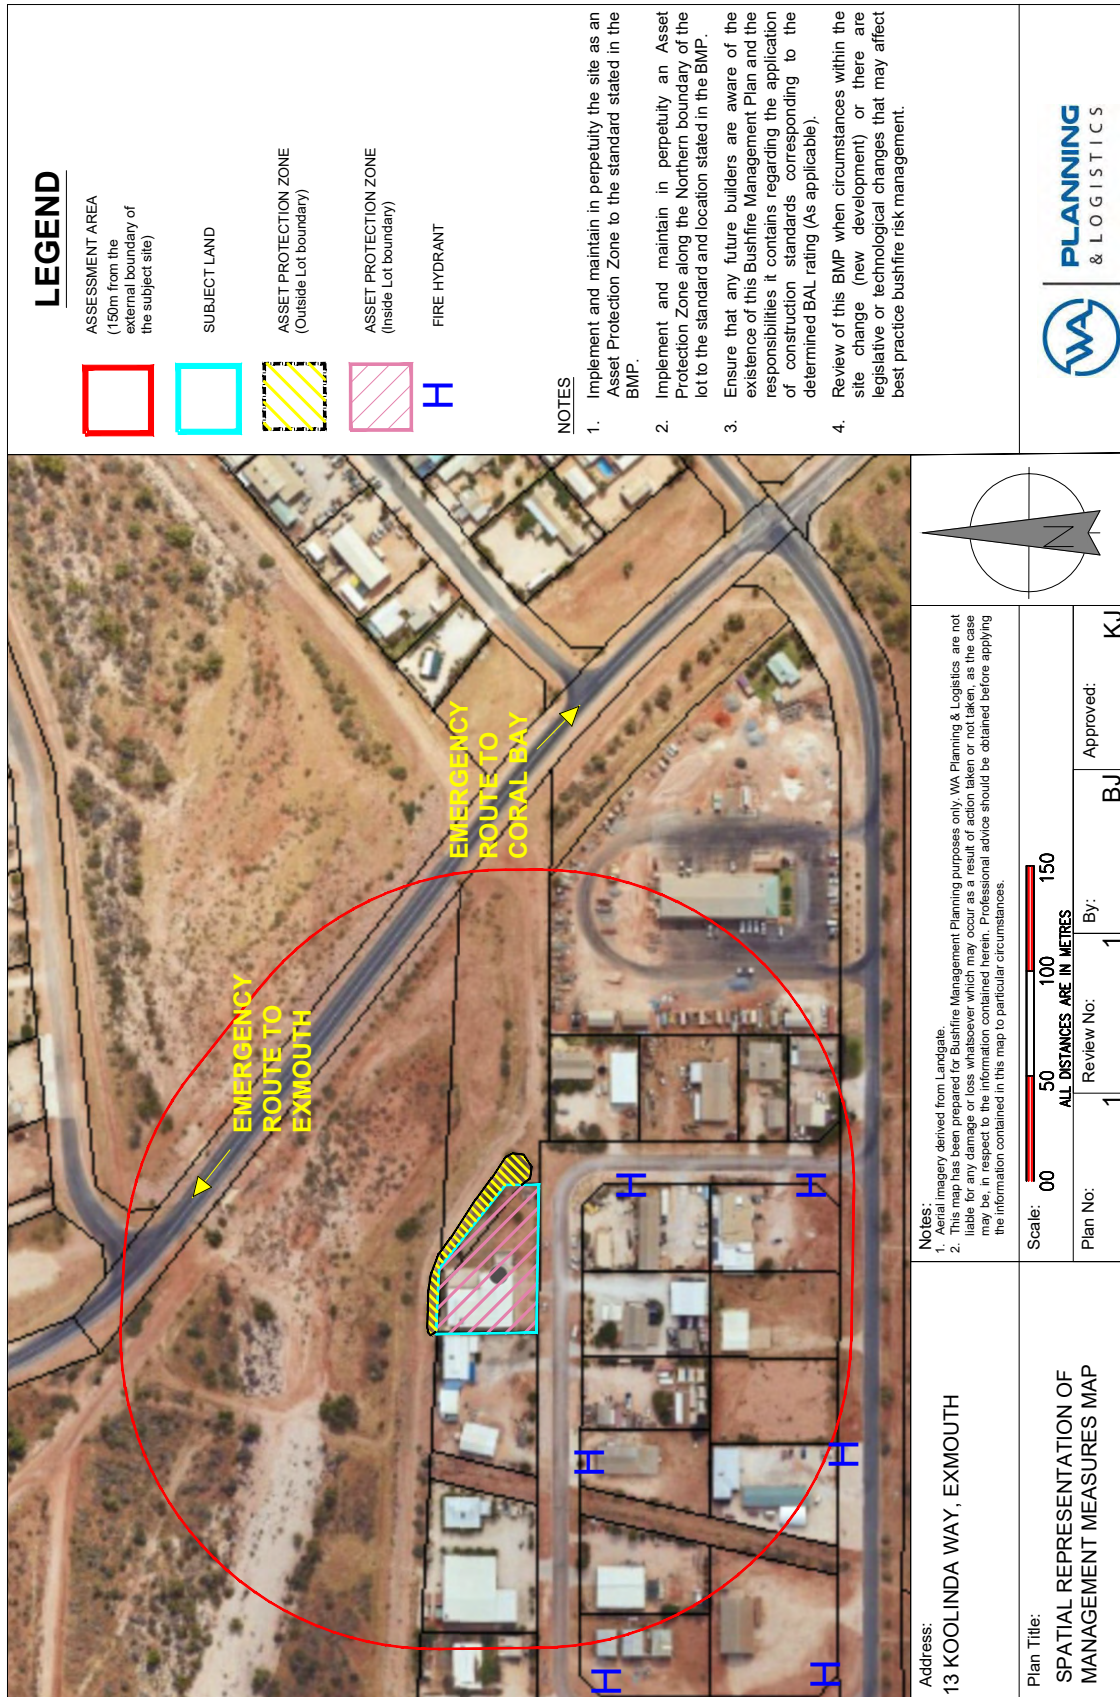 LEGEND
ASSESSMENT AREA
(150m from the
external boundary of
the subject site)
SUBJECT LAND
ASSET PROTECTION ZONE
(Outside Lot boundary)
ASSET PROTECTION ZONE
(Inside Lot boundary)
H
FIRE HYDRANT
NOTES
1. Implement and maintain in perpetuity the site as an
Asset Protection Zone to the standard stated in the
BMP.
2. Implement and maintain in perpetuity an Asset
Protection Zone along the Northern boundary of the
lot to the standard and location stated in the BMP.
3. Ensure that any future builders are aware of the
existence of this Bushfire Management Plan and the
responsibilities it contains regarding the application
of construction standards corresponding to the
determined BAL rating (As applicable).
4. Review of this BMP when circumstances within the
site change (new development) or there are
legislative or technological changes that may affect
best practice bushfire risk management.
WA
PLANNING
& LOGISTICS
EMERGENCY
ROUTE TO
EXMOUTH
EMERGENCY
ROUTE TO
CORAL BAY
H
H
H
H
H
H
Address:
13 KOOLINDA WAY, EXMOUTH
Plan Title:
SPATIAL REPRESENTATION OF
MANAGEMENT MEASURES MAP
Notes:
1. Aerial imagery derived from Landgate.
2. This map has been prepared for Bushfire Management Planning purposes only. WA Planning & Logistics are not
liable for any damage or loss whatsoever which may occur as a result of action taken or not taken, as the case
may be, in respect to the information contained herein. Professional advice should be obtained before applying
the information contained in this map to particular circumstances.
Scale:
00 50 100 150
ALL DISTANCES ARE IN METRES
Plan No: 1
Review No: 1
By: BJ
Approved: KJ
N